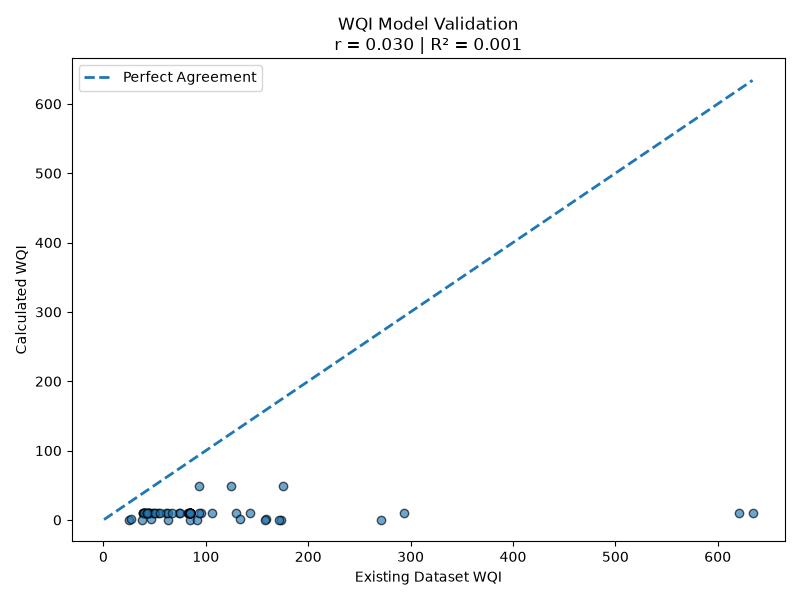 WQI Model Validation
r = 0.030 | R² = 0.001
Perfect Agreement
600
500
400
300
200
100
0
Calculated WQI
0 100 200 300 400 500 600
Existing Dataset WQI